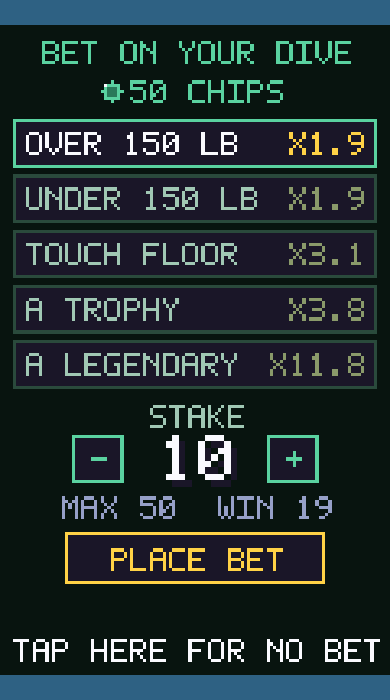 BET ON YOUR DIVE
50 CHIPS
OVER 150 LB X1.9
UNDER 150 LB X1.9
TOUCH FLOOR X3.1
A TROPHY X3.8
A LEGENDARY X11.8
STAKE
- 10 +
MAX 50 WIN 19
PLACE BET
TAP HERE FOR NO BET